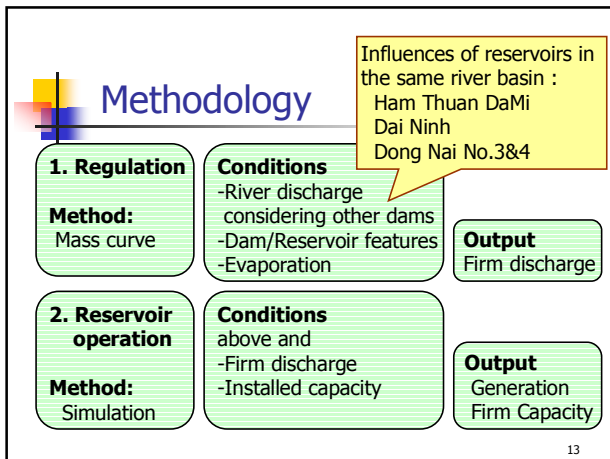 Methodology
Influences of reservoirs in
the same river basin :
Ham Thuan DaMi
Dai Ninh
Dong Nai No.3&4
1. Regulation
Method:
Mass curve
Conditions
-River discharge
considering other dams
-Dam/Reservoir features
-Evaporation
Output
Firm discharge
2. Reservoir
operation
Method:
Simulation
Conditions
above and
-Firm discharge
-Installed capacity
Output
Generation
Firm Capacity
13